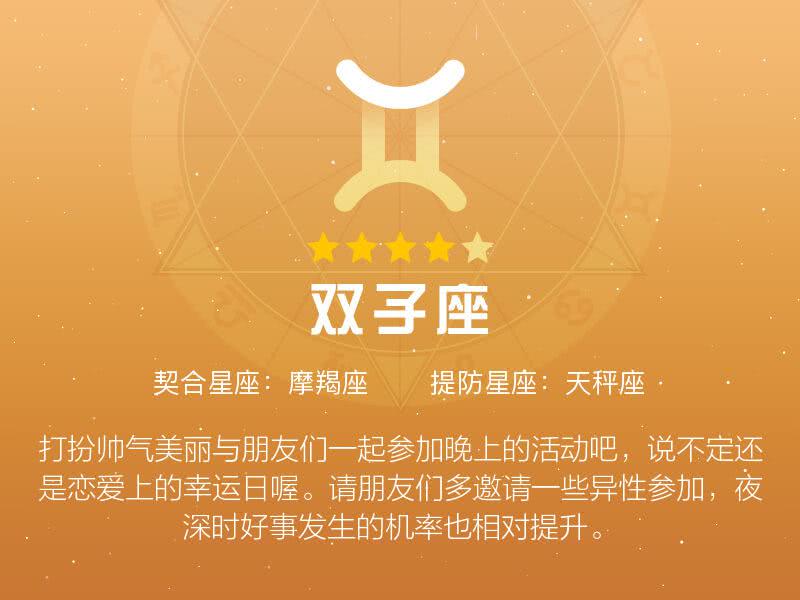 双子座
契合星座：摩羯座 提防星座：天秤座
打扮帅气美丽与朋友们一起参加晚上的活动吧，说不定还
是恋爱上的幸运日喔。请朋友们多邀请一些异性参加，夜
深时好事发生的机率也相对提升。